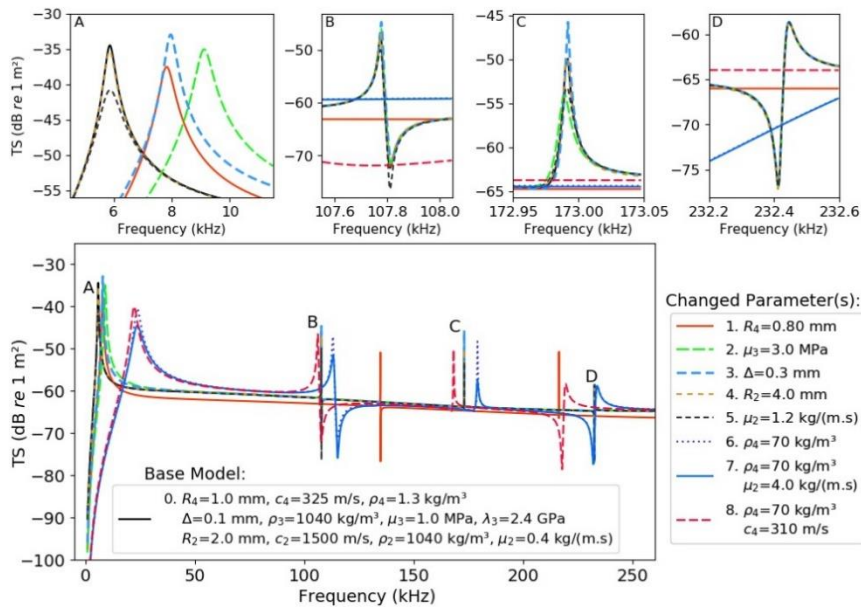 A
B
C
D
TS (dB re 1 m²)
−30
−35
−40
−45
−50
−55
6
8
10
Frequency (kHz)
−50
−60
−70
107.6
107.8
108.0
Frequency (kHz)
−45
−50
−55
−60
−65
172.95
173.00
173.05
Frequency (kHz)
−60
−65
−70
−75
232.2
232.4
232.6
Frequency (kHz)
TS (dB re 1 m²)
−30
−40
−50
−60
−70
−80
−90
−100
A
B
C
D
Base Model:
0. R₄=1.0 mm, c₄=325 m/s, ρ₄=1.3 kg/m³
Δ=0.1 mm, ρ₃=1040 kg/m³, μ₃=1.0 MPa, λ₃=2.4 GPa
R₂=2.0 mm, c₂=1500 m/s, ρ₂=1040 kg/m³, μ₂=0.4 kg/(m.s)
0
50
100
150
200
250
Frequency (kHz)
Changed Parameter(s):
1. R₄=0.80 mm
2. μ₃=3.0 MPa
3. Δ=0.3 mm
4. R₂=4.0 mm
5. μ₂=1.2 kg/(m.s)
6. ρ₄=70 kg/m³
7. ρ₄=70 kg/m³
μ₂=4.0 kg/(m.s)
8. ρ₄=70 kg/m³
c₄=310 m/s